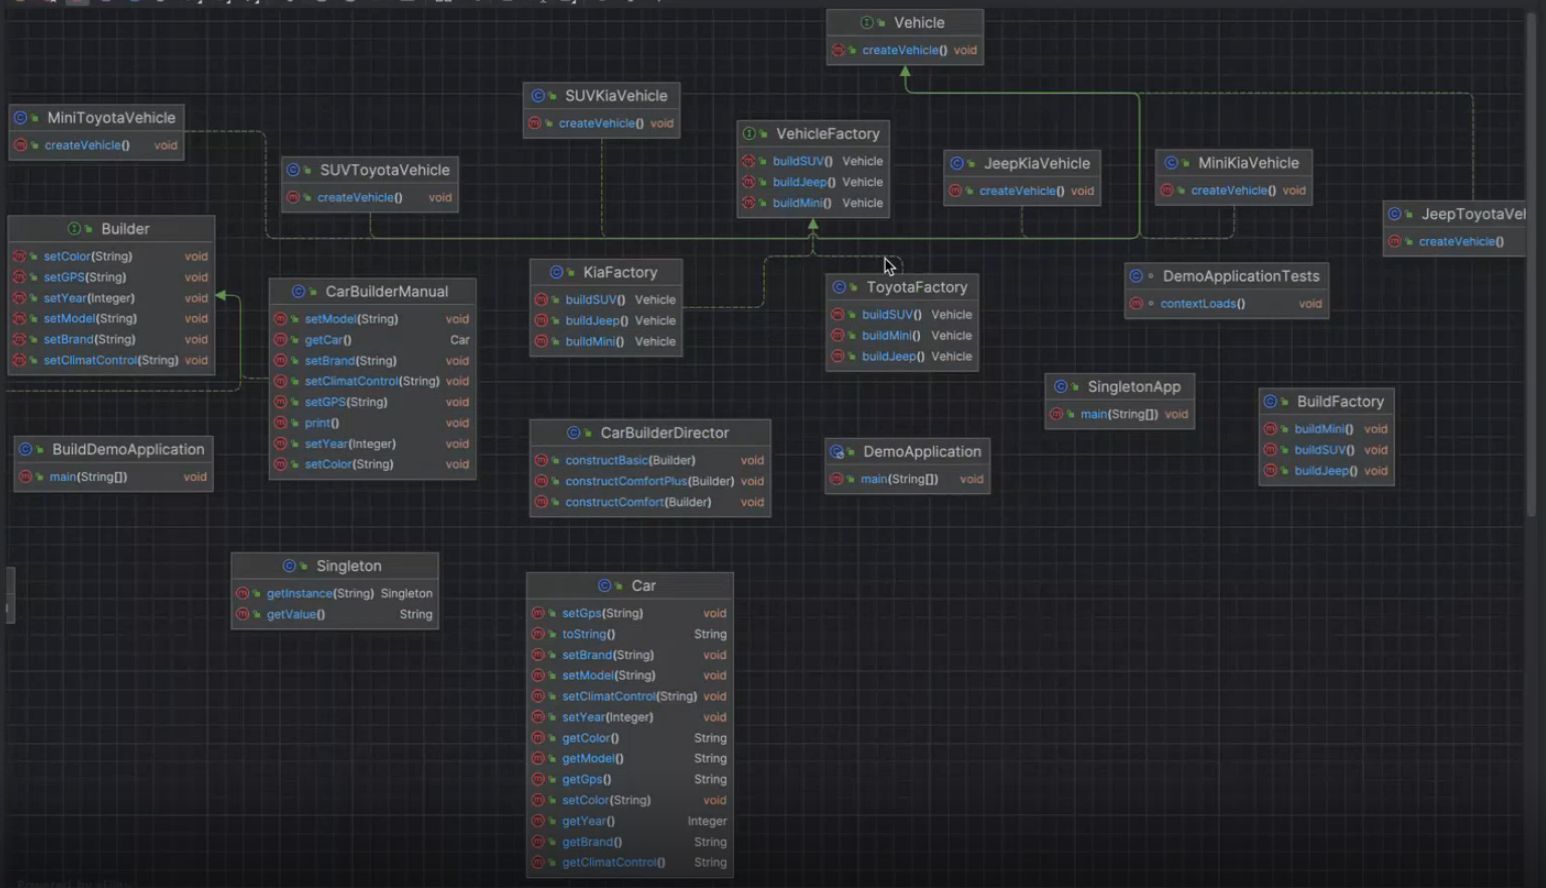 Vehicle
createVehicle() void
SUVKiaVehicle
createVehicle() void
MiniToyotaVehicle
createVehicle() void
VehicleFactory
buildSUV() Vehicle
buildJeep() Vehicle
buildMini() Vehicle
SUVToyotaVehicle
createVehicle() void
JeepKiaVehicle
createVehicle() void
MiniKiaVehicle
createVehicle() void
JeepToyotaVeh
createVehicle()
Builder
setColor(String) void
setGPS(String) void
setYear(Integer) void
setModel(String) void
setBrand(String) void
setClimatControl(String) void
CarBuilderManual
setModel(String) void
getCar() Car
setBrand(String) void
setClimatControl(String) void
setGPS(String) void
print() void
setYear(Integer) void
setColor(String) void
KiaFactory
buildSUV() Vehicle
buildJeep() Vehicle
buildMini() Vehicle
ToyotaFactory
buildSUV() Vehicle
buildMini() Vehicle
buildJeep() Vehicle
DemoApplicationTests
contextLoads() void
SingletonApp
main(String[]) void
BuildFactory
buildMini() void
buildSUV() void
buildJeep() void
BuildDemoApplication
main(String[]) void
CarBuilderDirector
constructBasic(Builder) void
constructComfortPlus(Builder) void
constructComfort(Builder) void
DemoApplication
main(String[]) void
Singleton
getInstance(String) Singleton
getValue() String
Car
setGps(String) void
toString() String
setBrand(String) void
setModel(String) void
setClimatControl(String) void
setYear(Integer) void
getColor() String
getModel() String
getGps() String
setColor(String) void
getYear() Integer
getBrand() String
getClimatControl() String